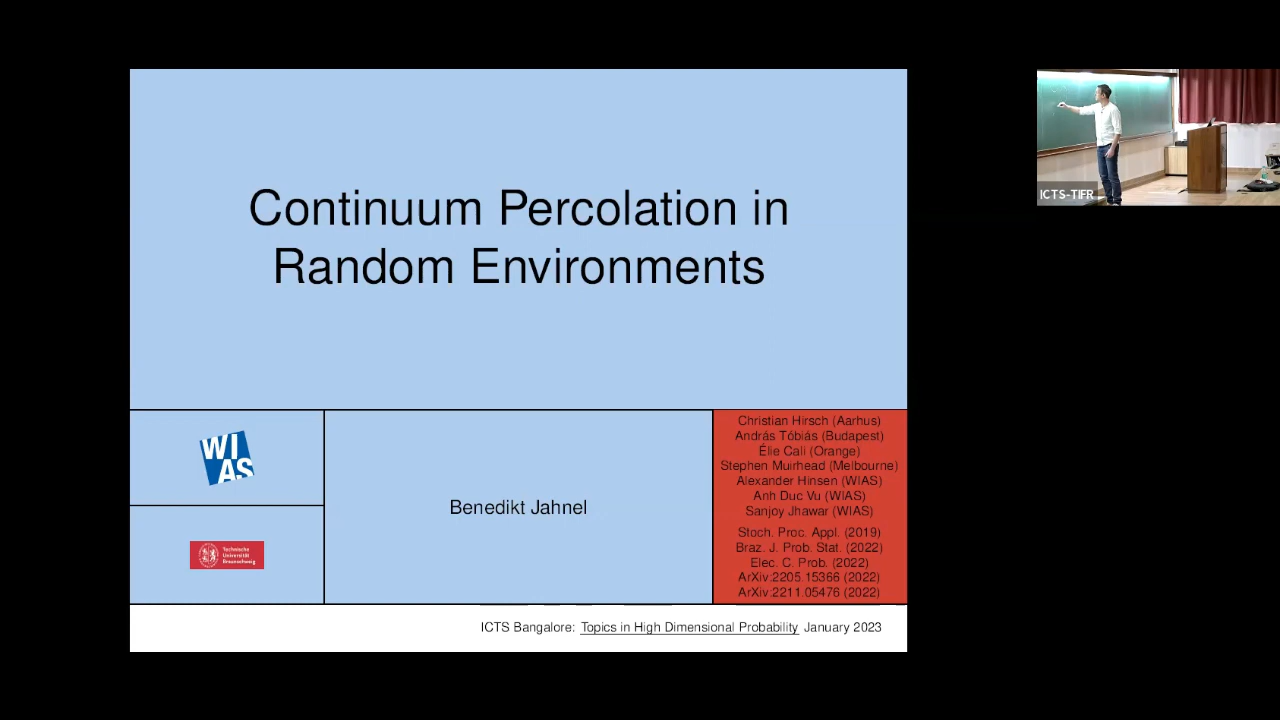 Continuum Percolation in
Random Environments
WI
AS
Technische
Universität
Braunschweig
Benedikt Jahnel
Christian Hirsch (Aarhus)
András Tóbiás (Budapest)
Élie Cali (Orange)
Stephen Muirhead (Melbourne)
Alexander Hinsen (WIAS)
Anh Duc Vu (WIAS)
Sanjoy Jhawar (WIAS)
Stoch. Proc. Appl. (2019)
Braz. J. Prob. Stat. (2022)
Elec. C. Prob. (2022)
ArXiv:2205.15366 (2022)
ArXiv:2211.05476 (2022)
ICTS Bangalore: Topics in High Dimensional Probability January 2023
ICTS-TIFR